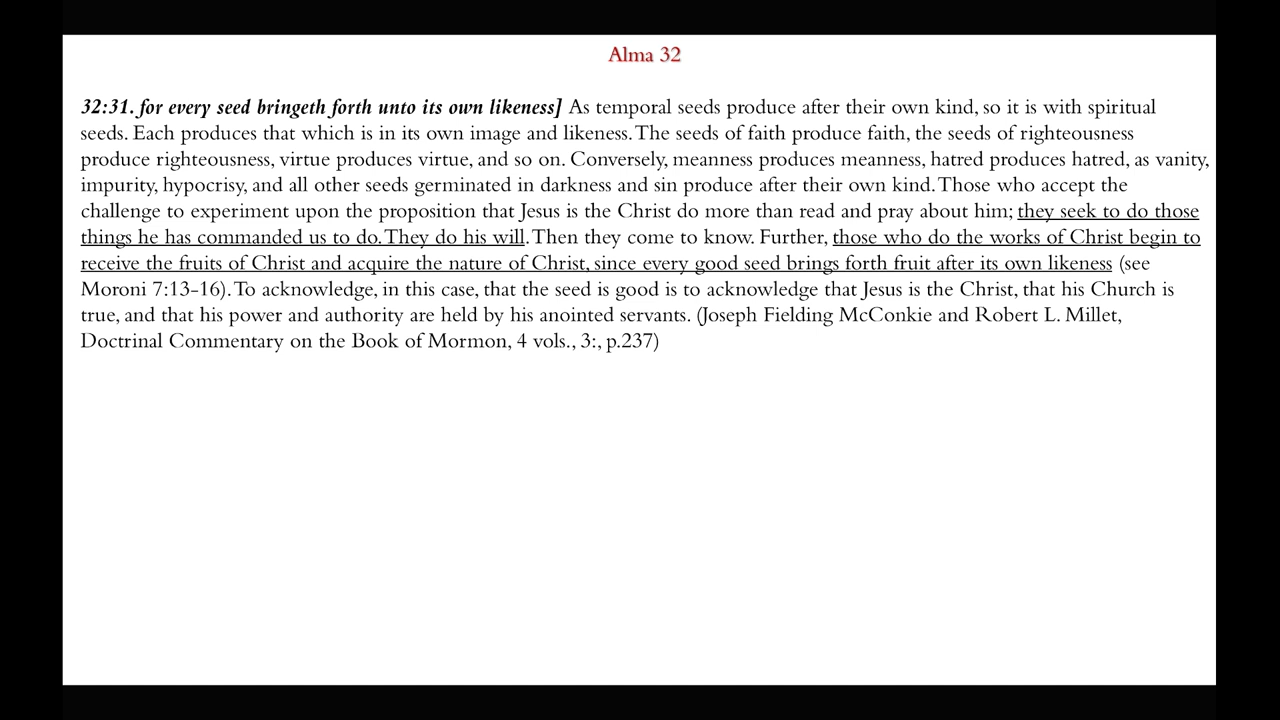 Alma 32
32:31. for every seed bringeth forth unto its own likeness] As temporal seeds produce after their own kind, so it is with spiritual
seeds. Each produces that which is in its own image and likeness. The seeds of faith produce faith, the seeds of righteousness
produce righteousness, virtue produces virtue, and so on. Conversely, meanness produces meanness, hatred produces hatred, as vanity,
impurity, hypocrisy, and all other seeds germinated in darkness and sin produce after their own kind. Those who accept the
challenge to experiment upon the proposition that Jesus is the Christ do more than read and pray about him; they seek to do those
things he has commanded us to do. They do his will. Then they come to know. Further, those who do the works of Christ begin to
receive the fruits of Christ and acquire the nature of Christ, since every good seed brings forth fruit after its own likeness (see
Moroni 7:13-16). To acknowledge, in this case, that the seed is good is to acknowledge that Jesus is the Christ, that his Church is
true, and that his power and authority are held by his anointed servants. (Joseph Fielding McConkie and Robert L. Millet,
Doctrinal Commentary on the Book of Mormon, 4 vols., 3:, p.237)